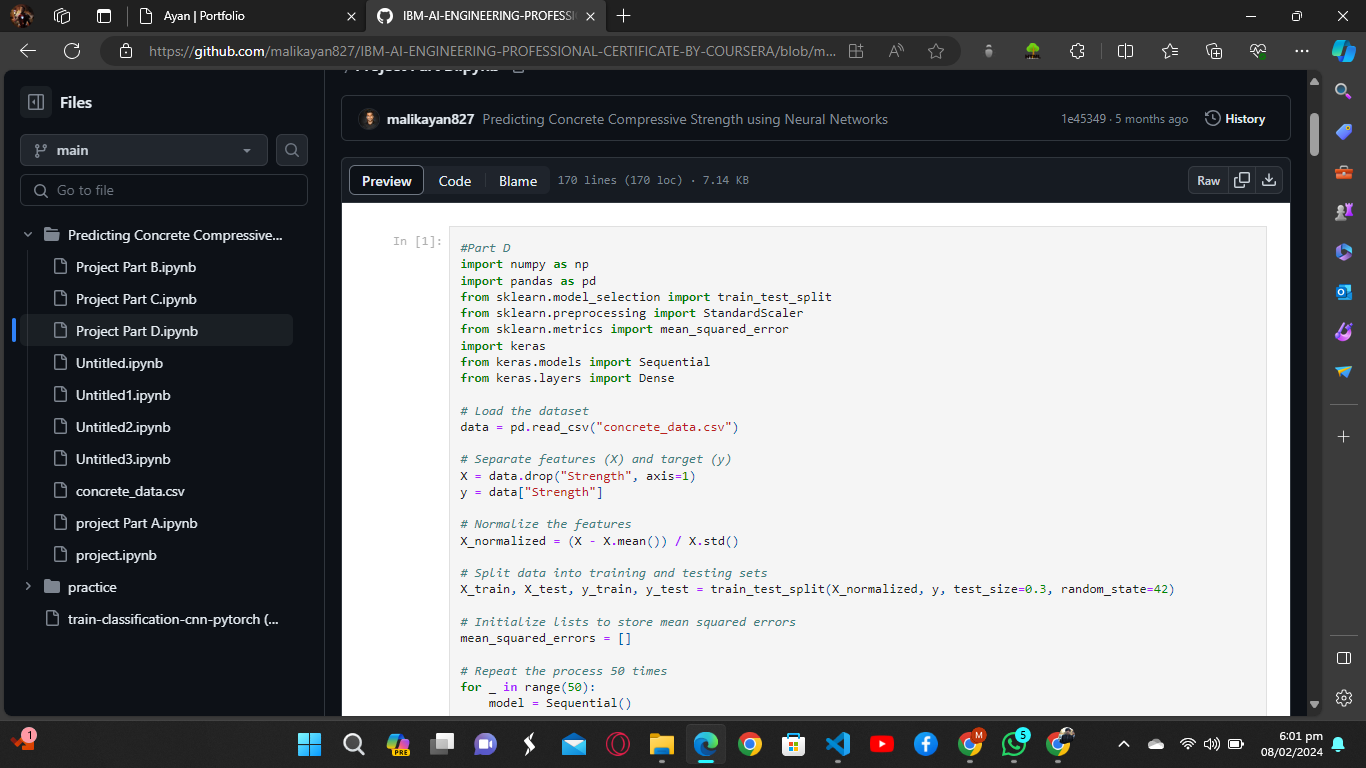 Ayan | Portfolio
IBM-AI-ENGINEERING-PROFESSI
https://github.com/malikayan827/IBM-AI-ENGINEERING-PROFESSIONAL-CERTIFICATE-BY-COURSERA/blob/m...
Files
main
Go to file
Predicting Concrete Compressive...
Project Part B.ipynb
Project Part C.ipynb
Project Part D.ipynb
Untitled.ipynb
Untitled1.ipynb
Untitled2.ipynb
Untitled3.ipynb
concrete_data.csv
project Part A.ipynb
project.ipynb
practice
train-classification-cnn-pytorch (...
malikayan827 Predicting Concrete Compressive Strength using Neural Networks
1e45349 · 5 months ago
History
Preview
Code
Blame
170 lines (170 loc) · 7.14 KB
Raw
In [1]:
#Part D
import numpy as np
import pandas as pd
from sklearn.model_selection import train_test_split
from sklearn.preprocessing import StandardScaler
from sklearn.metrics import mean_squared_error
import keras
from keras.models import Sequential
from keras.layers import Dense
# Load the dataset
data = pd.read_csv("concrete_data.csv")
# Separate features (X) and target (y)
X = data.drop("Strength", axis=1)
y = data["Strength"]
# Normalize the features
X_normalized = (X - X.mean()) / X.std()
# Split data into training and testing sets
X_train, X_test, y_train, y_test = train_test_split(X_normalized, y, test_size=0.3, random_state=42)
# Initialize lists to store mean squared errors
mean_squared_errors = []
# Repeat the process 50 times
for _ in range(50):
model = Sequential()
1
PRE
M
5
6:01 pm
08/02/2024